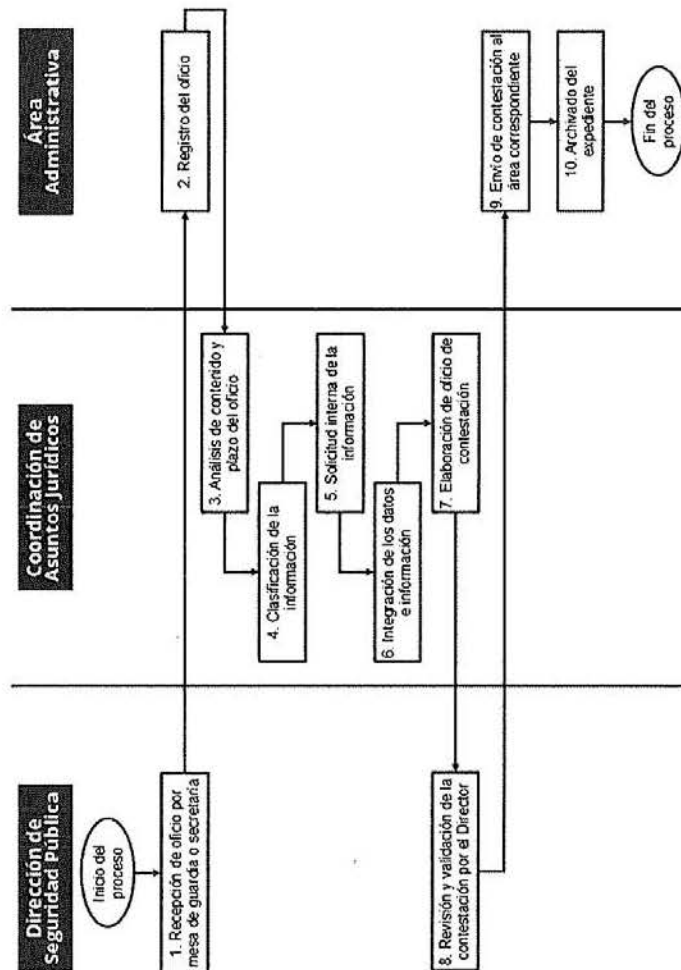 Dirección de
Seguridad Pública
Coordinación de
Asuntos Jurídicos
Área
Administrativa
Inicio del
proceso
1. Recepción de oficio por
mesa de guardia o secretaría
2. Registro del oficio
3. Análisis de contenido y
plazo del oficio
4. Clasificación de la
información
5. Solicitud interna de la
información
6. Integración de los datos
e información
7. Elaboración de oficio de
contestación
8. Revisión y validación de la
contestación por el Director
9. Envío de contestación al
área correspondiente
10. Archivado del
expediente
Fin del
proceso